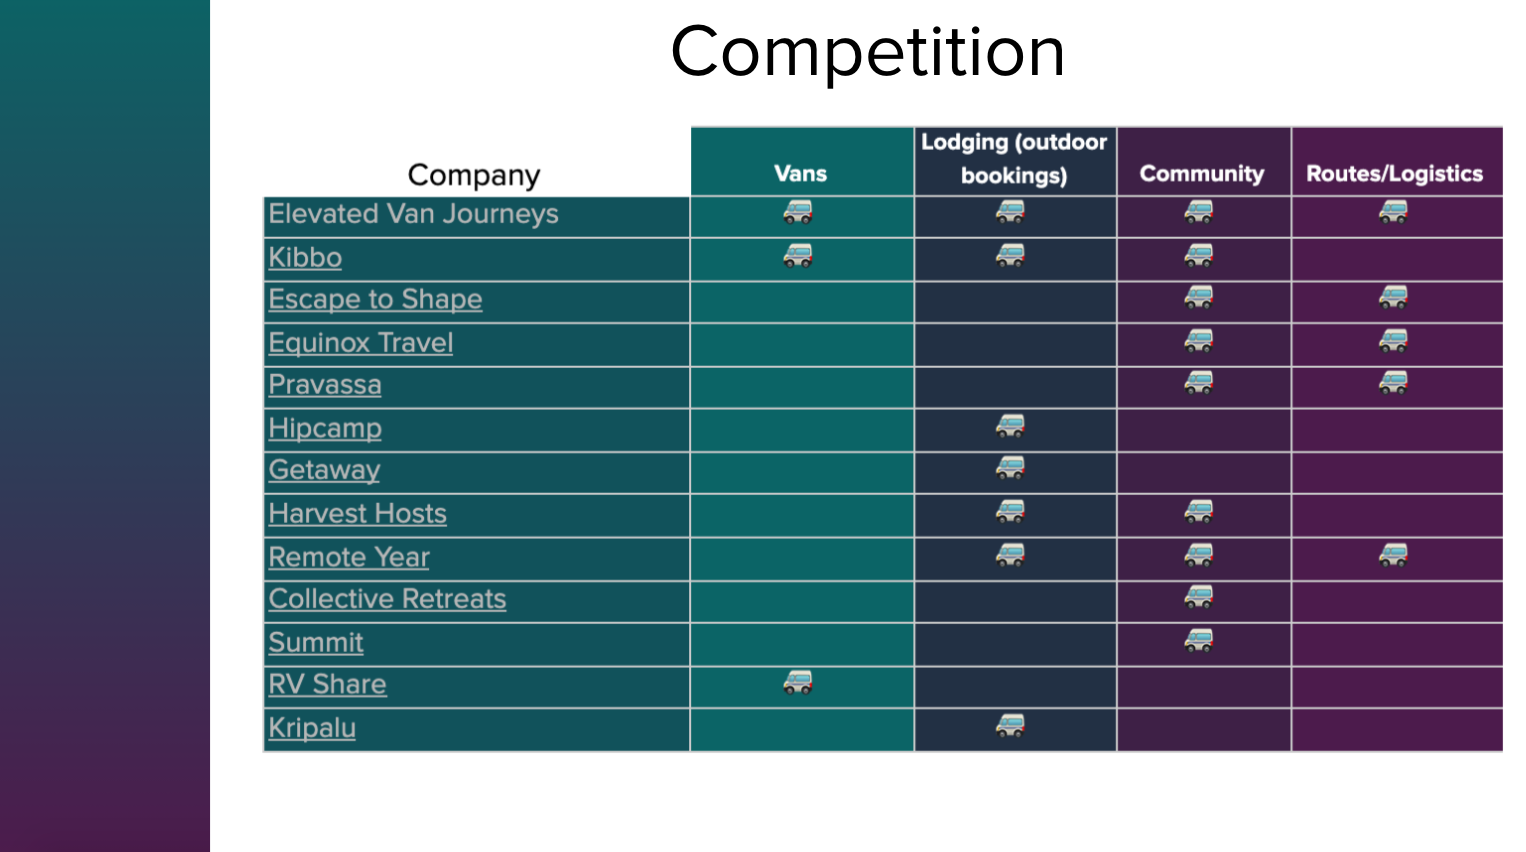 Competition
Company
Vans
Lodging (outdoor
bookings)
Community
Routes/Logistics
Elevated Van Journeys
Kibbo
Escape to Shape
Equinox Travel
Pravassa
Hipcamp
Getaway
Harvest Hosts
Remote Year
Collective Retreats
Summit
RV Share
Kripalu